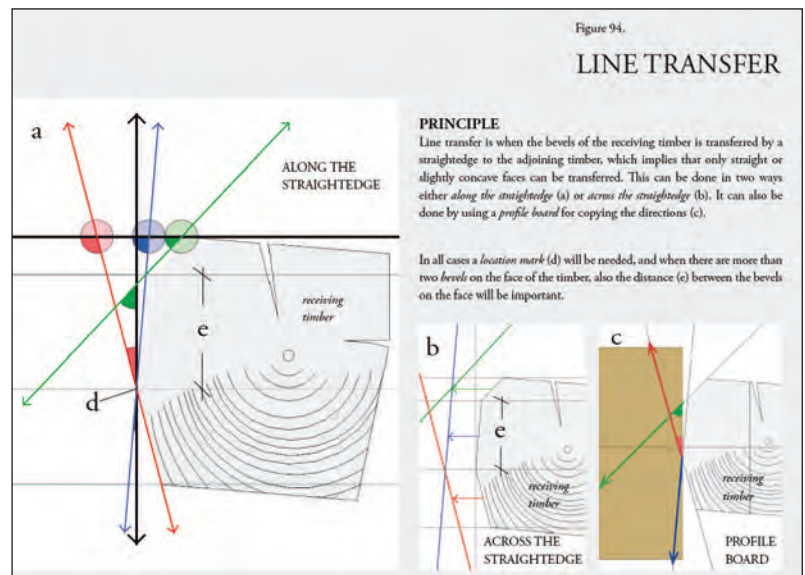 Figure 94.
LINE TRANSFER
PRINCIPLE
Line transfer is when the bevels of the receiving timber is transferred by a
straightedge to the adjoining timber, which implies that only straight or
slightly concave faces can be transferred. This can be done in two ways
either along the straightedge (a) or across the straightedge (b). It can also be
done by using a profile board for copying the directions (c).
In all cases a location mark (d) will be needed, and when there are more than
two bevels on the face of the timber, also the distance (e) between the bevels
on the face will be important.
a
ALONG THE
STRAIGHTEDGE
receiving
timber
e
d
b
e
receiving
timber
ACROSS THE
STRAIGHTEDGE
c
receiving
timber
PROFILE
BOARD